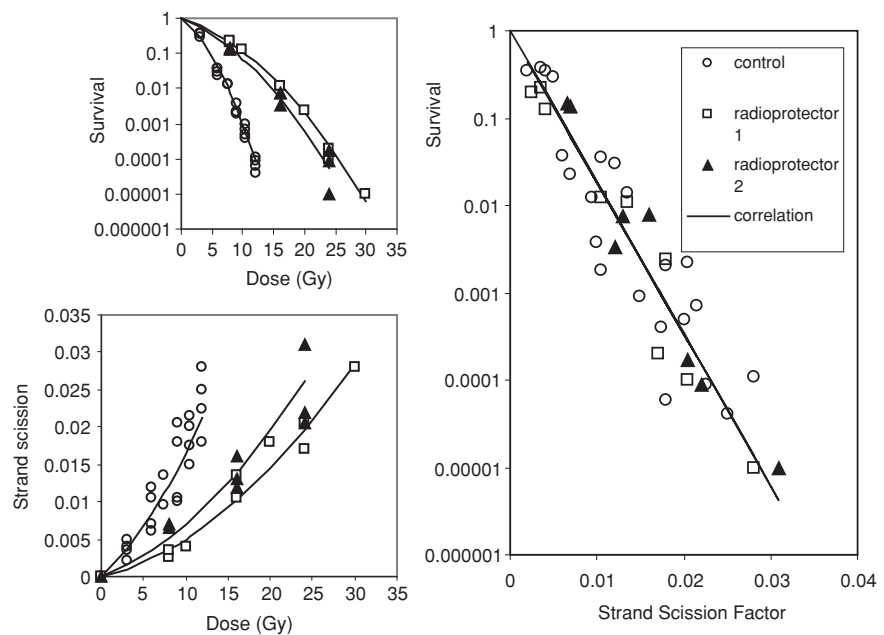 1
0.1
0.01
0.001
0.0001
0.00001
0.000001
Survival
0 5 10 15 20 25 30 35
Dose (Gy)
0.035
0.03
0.025
0.02
0.015
0.01
0.005
0
Strand scission
0 5 10 15 20 25 30 35
Dose (Gy)
1
0.1
0.01
0.001
0.0001
0.00001
0.000001
Survival
control
radioprotector
1
radioprotector
2
correlation
0 0.01 0.02 0.03 0.04
Strand Scission Factor